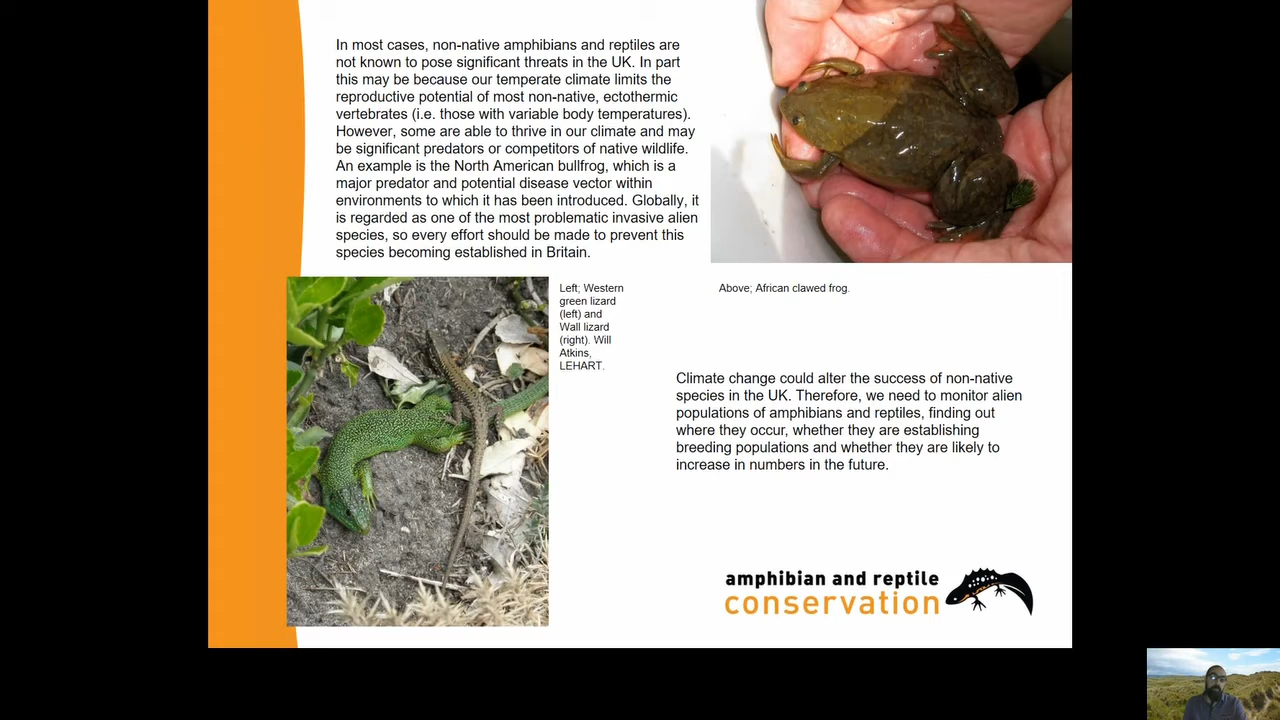 In most cases, non-native amphibians and reptiles are
not known to pose significant threats in the UK. In part
this may be because our temperate climate limits the
reproductive potential of most non-native, ectothermic
vertebrates (i.e. those with variable body temperatures).
However, some are able to thrive in our climate and may
be significant predators or competitors of native wildlife.
An example is the North American bullfrog, which is a
major predator and potential disease vector within
environments to which it has been introduced. Globally, it
is regarded as one of the most problematic invasive alien
species, so every effort should be made to prevent this
species becoming established in Britain.
Left; Western
green lizard
(left) and
Wall lizard
(right). Will
Atkins,
LEHART.
Above; African clawed frog.
Climate change could alter the success of non-native
species in the UK. Therefore, we need to monitor alien
populations of amphibians and reptiles, finding out
where they occur, whether they are establishing
breeding populations and whether they are likely to
increase in numbers in the future.
amphibian and reptile
conservation